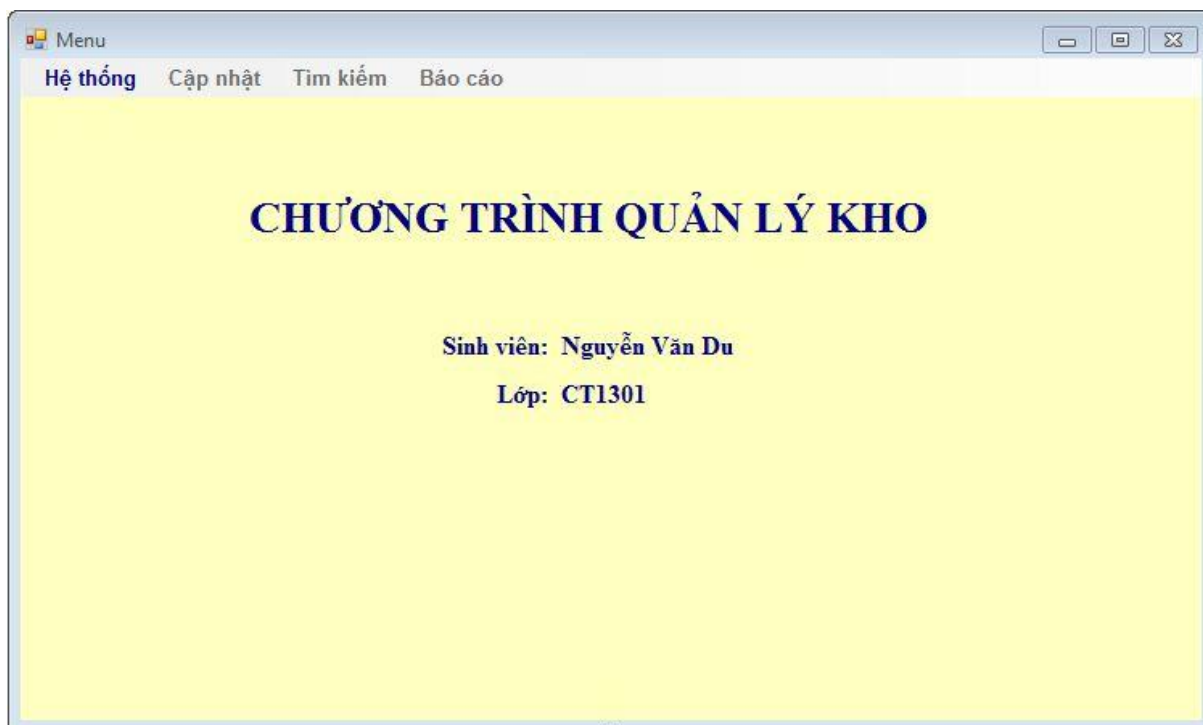 Menu
Hệ thống Cập nhật Tìm kiếm Báo cáo
CHƯƠNG TRÌNH QUẢN LÝ KHO
Sinh viên: Nguyễn Văn Du
Lớp: CT1301